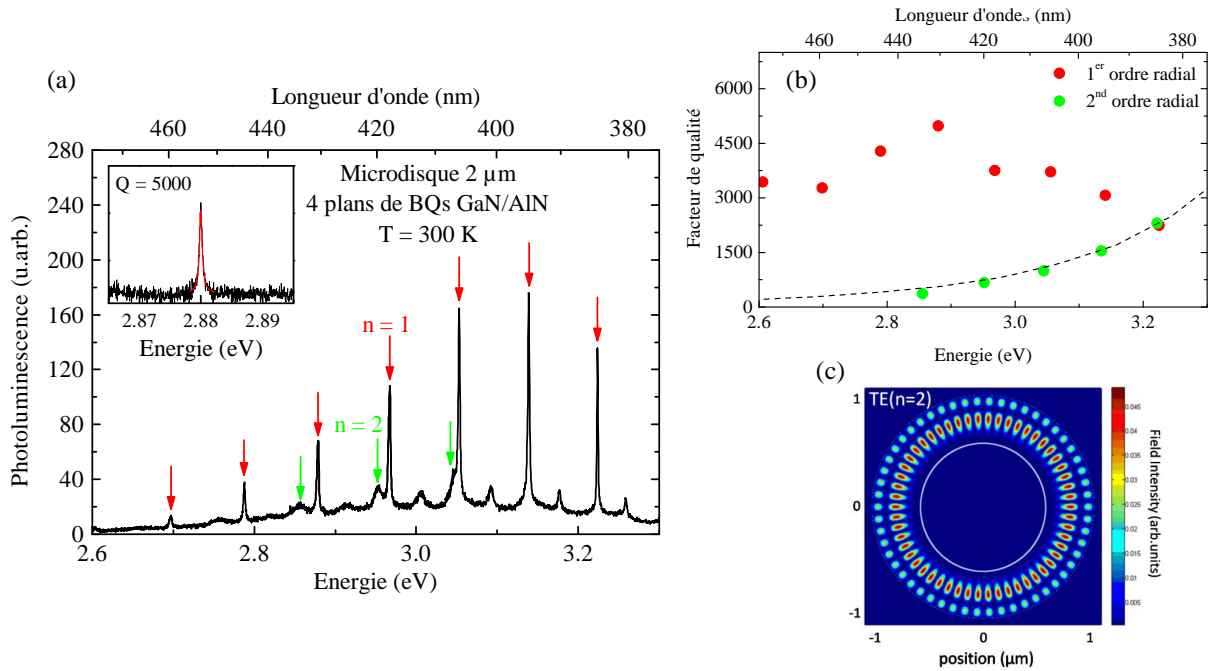 (a)
Longueur d'onde (nm)
460 440 420 400 380
280
240
200
160
120
80
40
0
Photoluminescence (u.arb.)
Q = 5000
2.87 2.88 2.89
Energie (eV)
Microdisque 2 µm
4 plans de BQs GaN/AlN
T = 300 K
n = 1
n = 2
2.6 2.8 3.0 3.2
Energie (eV)
Longueur d'onde (nm)
460 440 420 400 380
(b)
1er ordre radial
2nd ordre radial
6000
4500
3000
1500
0
Facteur de qualité
2.6 2.8 3.0 3.2
Energie (eV)
(c)
TE(n=2)
1
0
-1
-1 0 1
position (µm)
0.045
0.04
0.035
0.03
0.025
0.02
0.015
0.01
0.005
Field Intensity (arb.units)